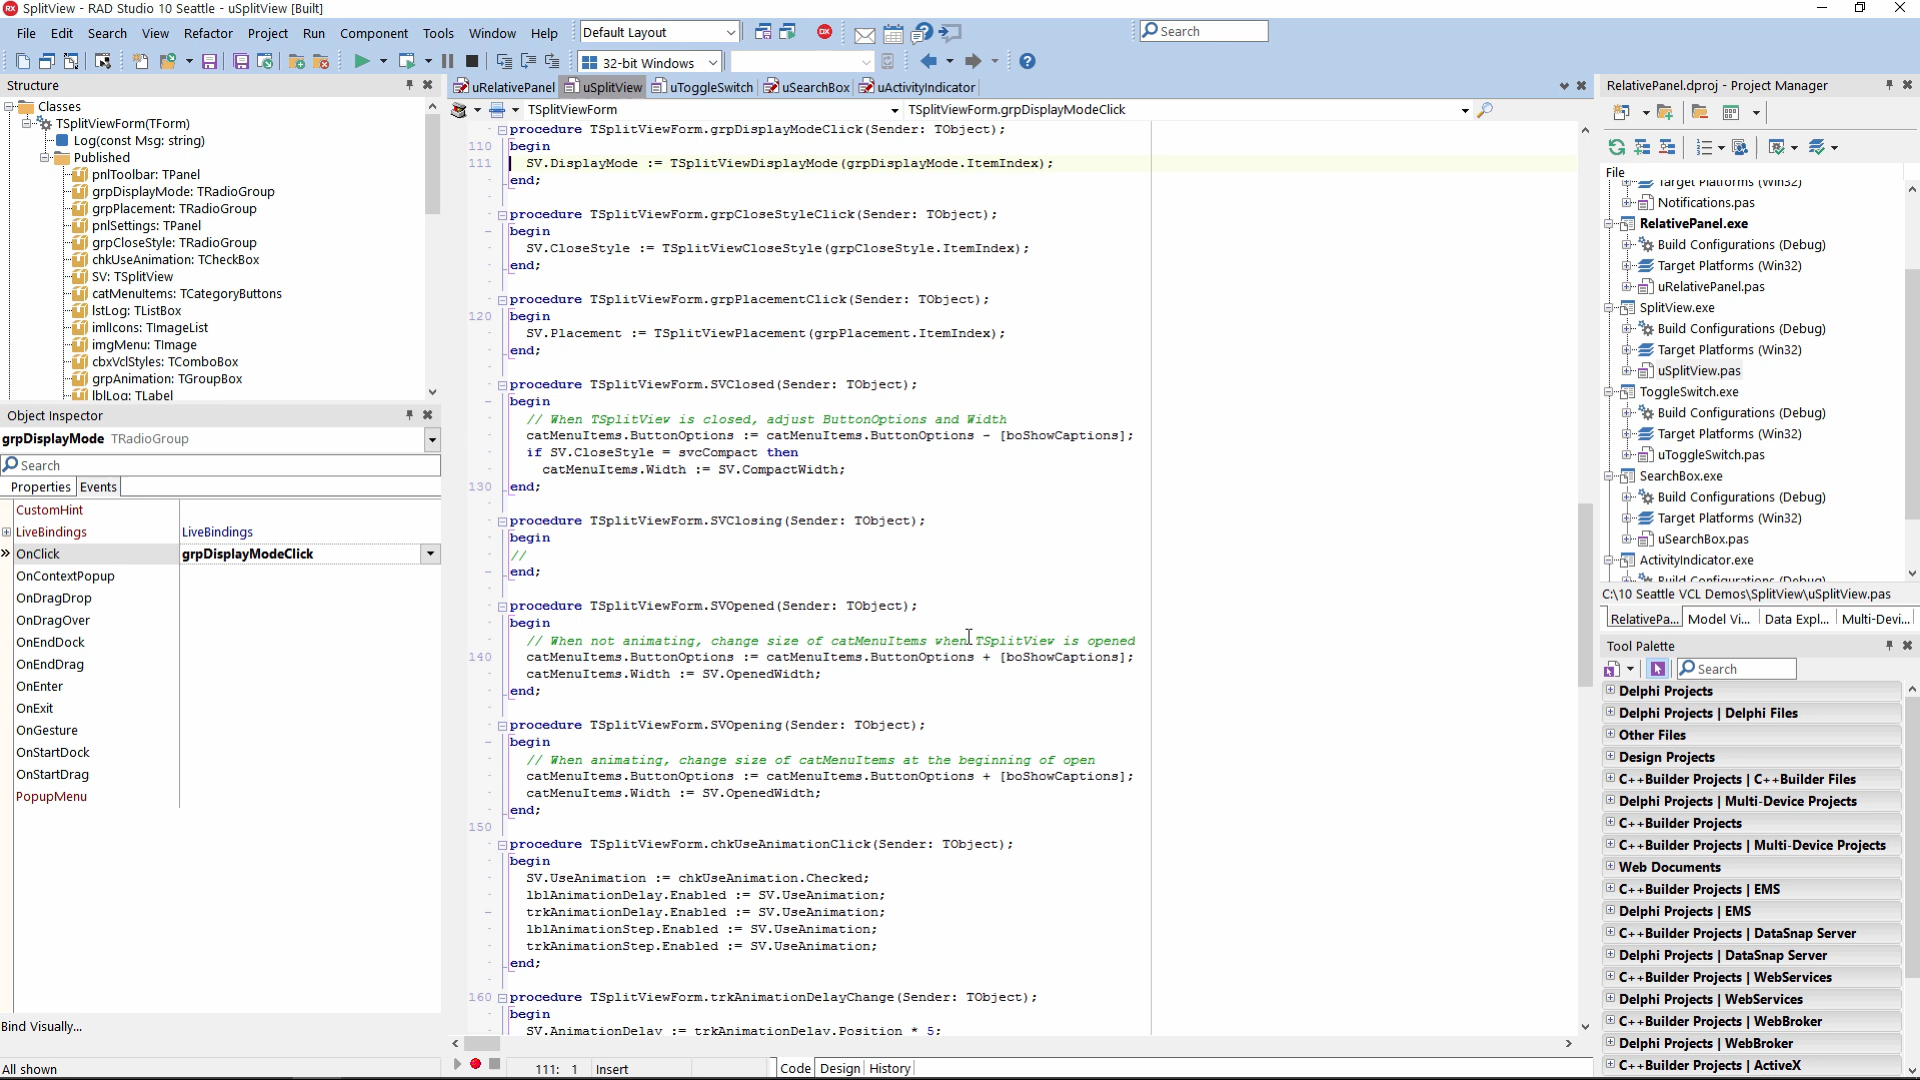 SplitView - RAD Studio 10 Seattle - uSplitView [Built]
File Edit Search View Refactor Project Run Component Tools Window Help
Default Layout
Search
32-bit Windows
Structure
Classes
TSplitViewForm(TForm)
Log(const Msg: string)
Published
pnlToolbar: TPanel
grpDisplayMode: TRadioGroup
grpPlacement: TRadioGroup
pnlSettings: TPanel
grpCloseStyle: TRadioGroup
chkUseAnimation: TCheckBox
SV: TSplitView
catMenuItems: TCategoryButtons
lstLog: TListBox
imlIcons: TImageList
imgMenu: TImage
cbxVclStyles: TComboBox
grpAnimation: TGroupBox
lblLog: TLabel
Object Inspector
grpDisplayMode TRadioGroup
Search
Properties Events
CustomHint
LiveBindings LiveBindings
OnClick grpDisplayModeClick
OnContextPopup
OnDragDrop
OnDragOver
OnEndDock
OnEndDrag
OnEnter
OnExit
OnGesture
OnStartDock
OnStartDrag
PopupMenu
Bind Visually...
All shown
uRelativePanel uSplitView uToggleSwitch uSearchBox uActivityIndicator
TSplitViewForm TSplitViewForm.grpDisplayModeClick
procedure TSplitViewForm.grpDisplayModeClick(Sender: TObject);
110 begin
111 SV.DisplayMode := TSplitViewDisplayMode(grpDisplayMode.ItemIndex);
end;
procedure TSplitViewForm.grpCloseStyleClick(Sender: TObject);
begin
SV.CloseStyle := TSplitViewCloseStyle(grpCloseStyle.ItemIndex);
end;
procedure TSplitViewForm.grpPlacementClick(Sender: TObject);
120 begin
SV.Placement := TSplitViewPlacement(grpPlacement.ItemIndex);
end;
procedure TSplitViewForm.SVClosed(Sender: TObject);
begin
// When TSplitView is closed, adjust ButtonOptions and Width
catMenuItems.ButtonOptions := catMenuItems.ButtonOptions - [boShowCaptions];
if SV.CloseStyle = svcCompact then
catMenuItems.Width := SV.CompactWidth;
130 end;
procedure TSplitViewForm.SVClosing(Sender: TObject);
begin
//
end;
procedure TSplitViewForm.SVOpened(Sender: TObject);
begin
// When not animating, change size of catMenuItems when TSplitView is opened
140 catMenuItems.ButtonOptions := catMenuItems.ButtonOptions + [boShowCaptions];
catMenuItems.Width := SV.OpenedWidth;
end;
procedure TSplitViewForm.SVOpening(Sender: TObject);
begin
// When animating, change size of catMenuItems at the beginning of open
catMenuItems.ButtonOptions := catMenuItems.ButtonOptions + [boShowCaptions];
catMenuItems.Width := SV.OpenedWidth;
end;
150
procedure TSplitViewForm.chkUseAnimationClick(Sender: TObject);
begin
SV.UseAnimation := chkUseAnimation.Checked;
lblAnimationDelay.Enabled := SV.UseAnimation;
trkAnimationDelay.Enabled := SV.UseAnimation;
lblAnimationStep.Enabled := SV.UseAnimation;
trkAnimationStep.Enabled := SV.UseAnimation;
end;
160 procedure TSplitViewForm.trkAnimationDelayChange(Sender: TObject);
begin
SV.AnimationDelay := trkAnimationDelay.Position * 5;
111: 1 Insert Code Design History
RelativePanel.dproj - Project Manager
File
Target Platforms (Win32)
Notifications.pas
RelativePanel.exe
Build Configurations (Debug)
Target Platforms (Win32)
uRelativePanel.pas
SplitView.exe
Build Configurations (Debug)
Target Platforms (Win32)
uSplitView.pas
ToggleSwitch.exe
Build Configurations (Debug)
Target Platforms (Win32)
uToggleSwitch.pas
SearchBox.exe
Build Configurations (Debug)
Target Platforms (Win32)
uSearchBox.pas
ActivityIndicator.exe
Build Configurations (Debug)
C:\10 Seattle VCL Demos\SplitView\uSplitView.pas
RelativePa... Model Vi... Data Expl... Multi-Devi...
Tool Palette
Search
Delphi Projects
Delphi Projects | Delphi Files
Other Files
Design Projects
C++Builder Projects | C++Builder Files
Delphi Projects | Multi-Device Projects
C++Builder Projects
C++Builder Projects | Multi-Device Projects
Web Documents
C++Builder Projects | EMS
Delphi Projects | EMS
C++Builder Projects | DataSnap Server
Delphi Projects | DataSnap Server
C++Builder Projects | WebServices
Delphi Projects | WebServices
C++Builder Projects | WebBroker
Delphi Projects | WebBroker
C++Builder Projects | ActiveX